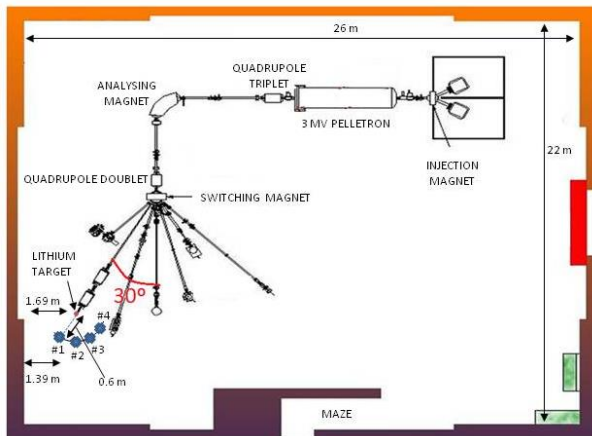 26 m
QUADRUPOLE
TRIPLET
ANALYSING
MAGNET
3 MV PELLETRON
INJECTION
MAGNET
22 m
QUADRUPOLE DOUBLET
SWITCHING MAGNET
LITHIUM
TARGET
30º
1.69 m
#4
#1
#3
#2
1.39 m
0.6 m
MAZE